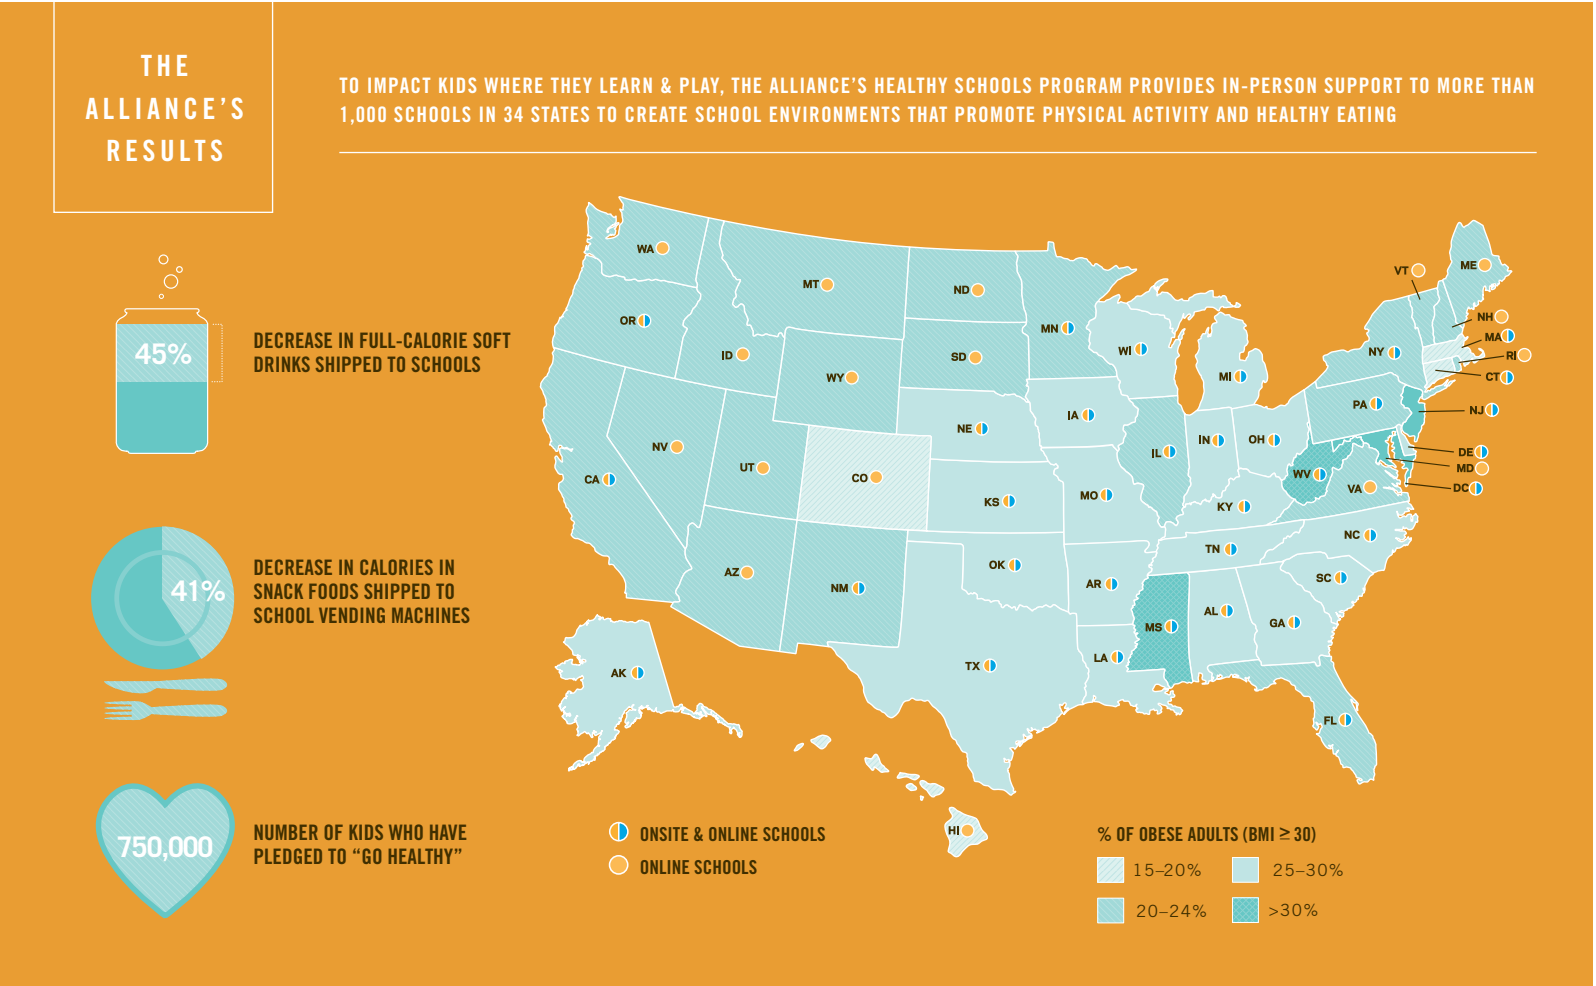 THE
ALLIANCE'S
RESULTS
TO IMPACT KIDS WHERE THEY LEARN & PLAY, THE ALLIANCE'S HEALTHY SCHOOLS PROGRAM PROVIDES IN-PERSON SUPPORT TO MORE THAN
1,000 SCHOOLS IN 34 STATES TO CREATE SCHOOL ENVIRONMENTS THAT PROMOTE PHYSICAL ACTIVITY AND HEALTHY EATING
45%
DECREASE IN FULL-CALORIE SOFT
DRINKS SHIPPED TO SCHOOLS
41%
DECREASE IN CALORIES IN
SNACK FOODS SHIPPED TO
SCHOOL VENDING MACHINES
750,000
NUMBER OF KIDS WHO HAVE
PLEDGED TO "GO HEALTHY"
WA
OR
ID
MT
WY
ND
SD
MN
WI
MI
NE
IA
NV
UT
CO
CA
KS
MO
IL
IN
OH
KY
WV
VA
PA
NY
VT
ME
NH
MA
RI
CT
NJ
DE
MD
DC
NC
TN
SC
AZ
NM
OK
AR
MS
AL
GA
LA
TX
FL
AK
HI
ONSITE & ONLINE SCHOOLS
ONLINE SCHOOLS
% OF OBESE ADULTS (BMI ≥ 30)
15–20%
25–30%
20–24%
>30%